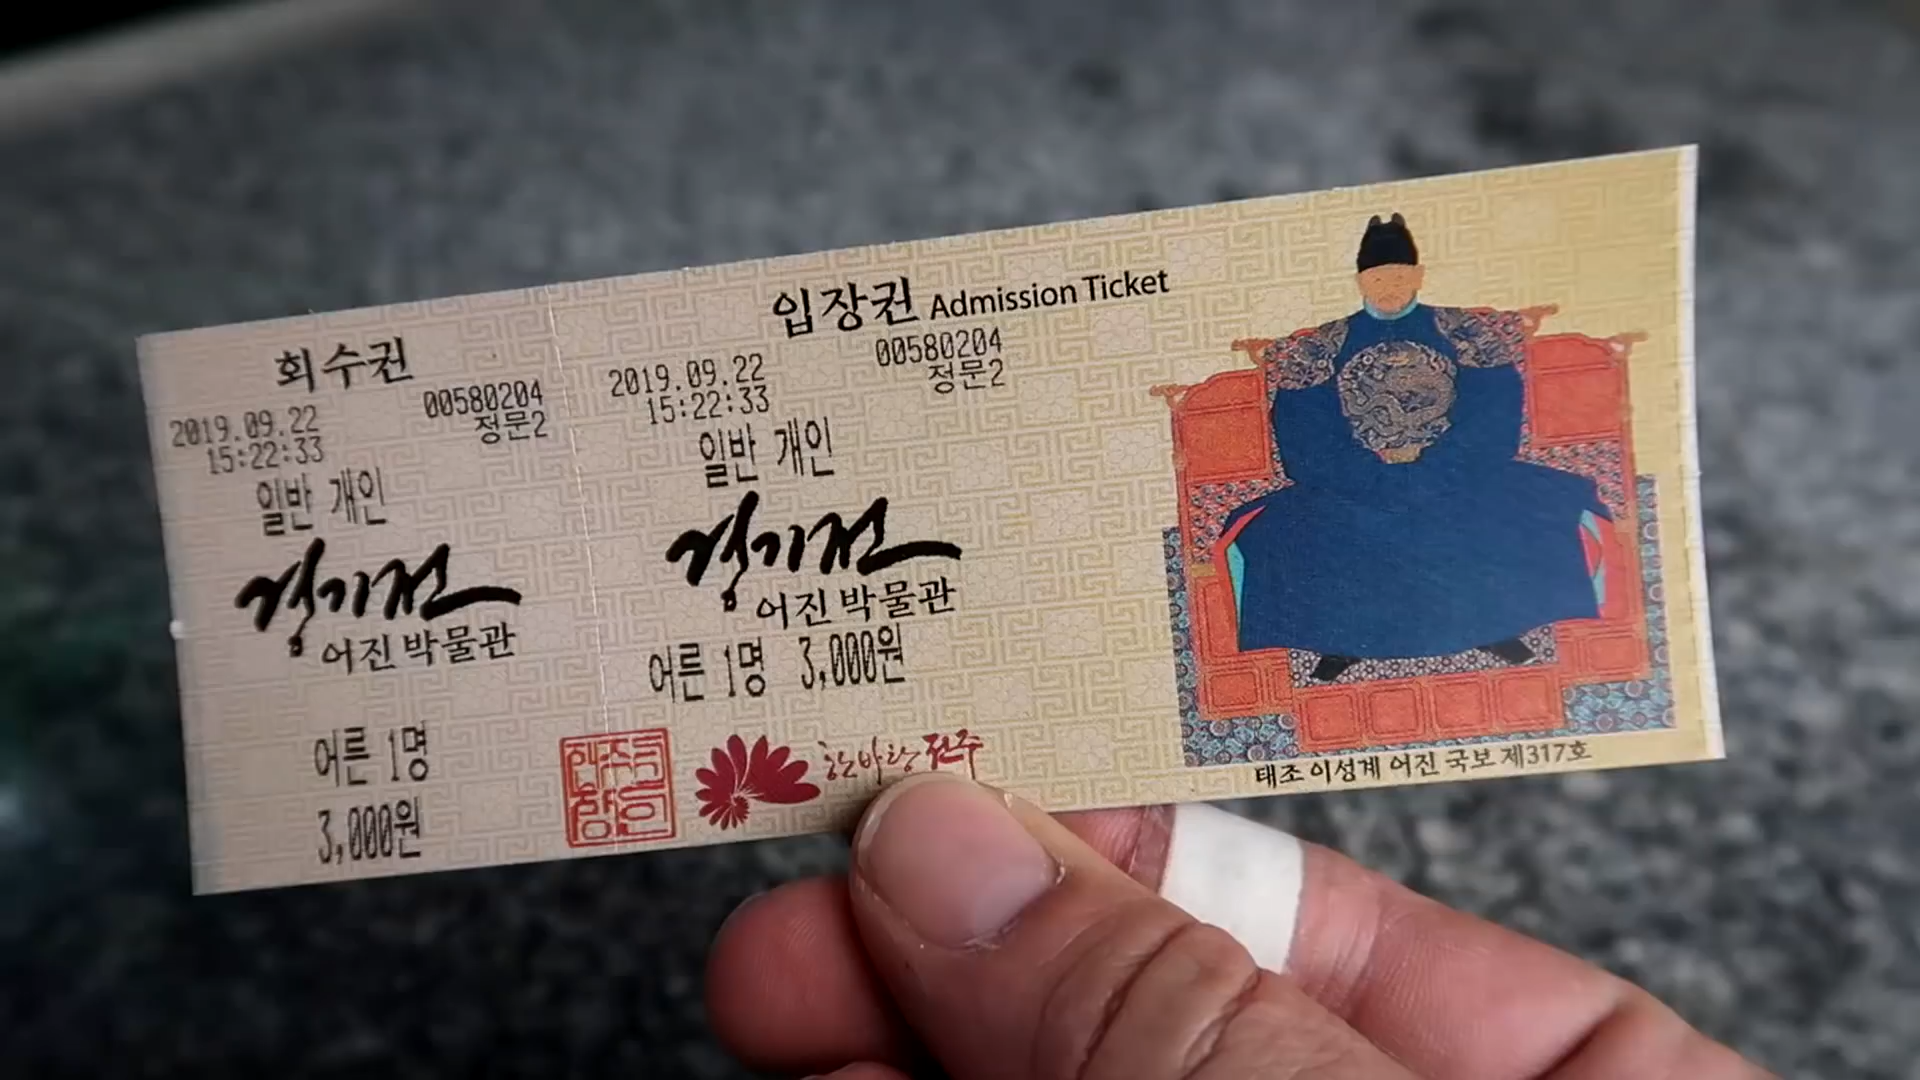 회수권
2019.09.22 00580204
15:22:33 정문2
일반 개인
경기전
어진박물관
어른 1명
3,000원
입장권 Admission Ticket
2019.09.22 00580204
15:22:33 정문2
일반 개인
경기전
어진박물관
어른 1명 3,000원
한바탕 전주
태조 이성계 어진 국보 제317호